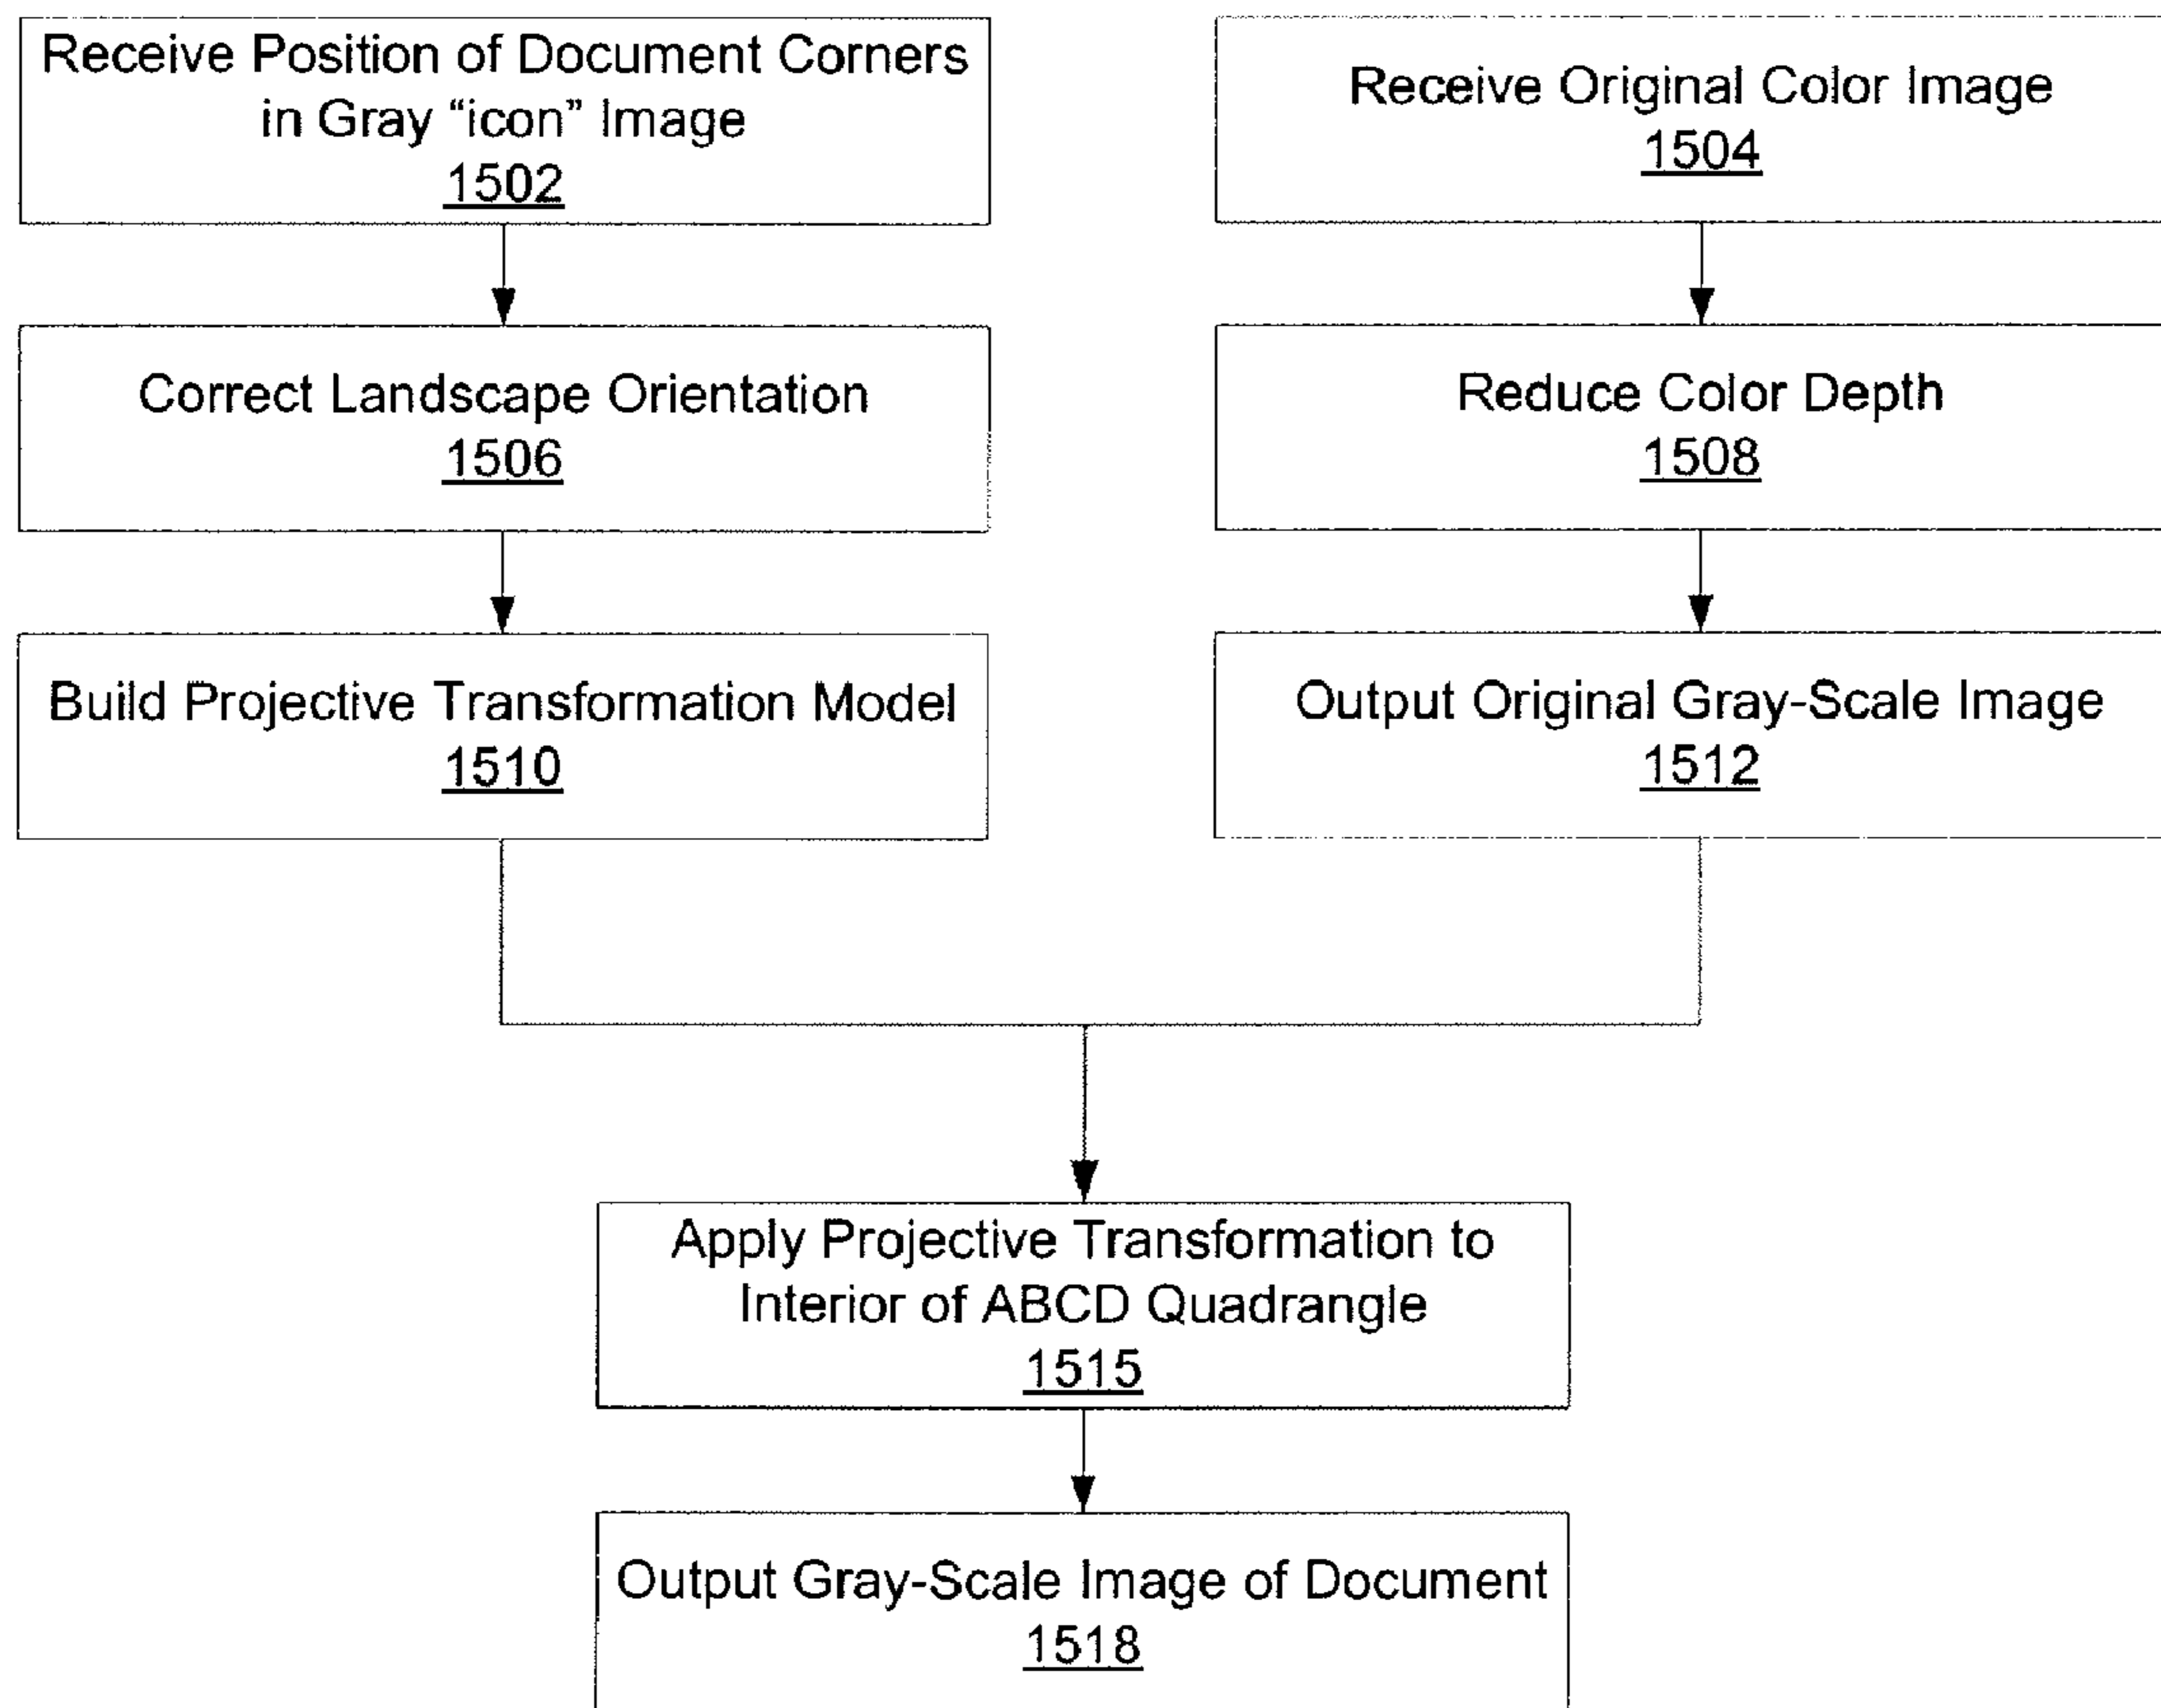 Receive Position of Document Corners
in Gray “icon” Image
1502
Receive Original Color Image
1504
Correct Landscape Orientation
1506
Reduce Color Depth
1508
Build Projective Transformation Model
1510
Output Original Gray-Scale Image
1512
Apply Projective Transformation to
Interior of ABCD Quadrangle
1515
Output Gray-Scale Image of Document
1518